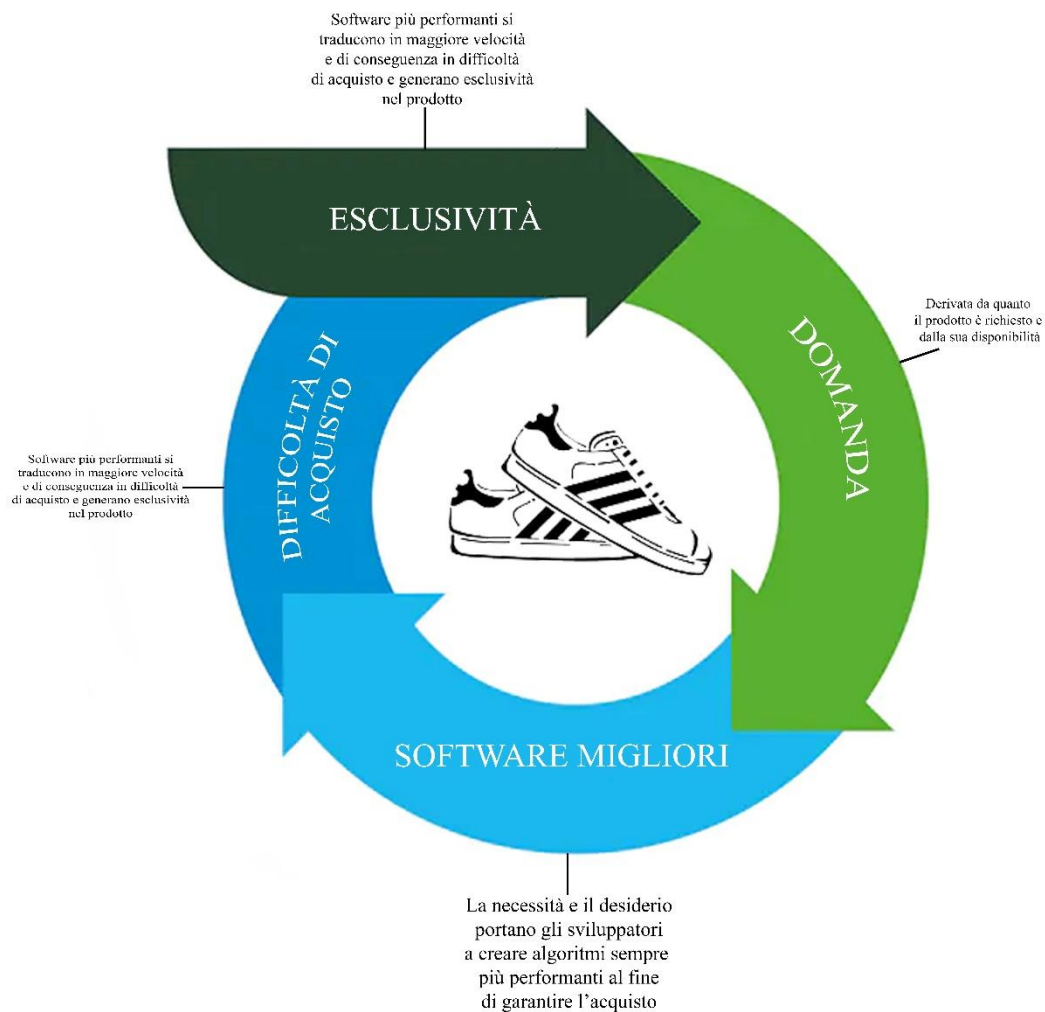 Software più performanti si
traducono in maggiore velocità
e di conseguenza in difficoltà
di acquisto e generano esclusività
nel prodotto
ESCLUSIVITÀ
DOMANDA
Derivata da quanto
il prodotto è richiesto e
dalla sua disponibilità
DIFFICOLTÀ DI
ACQUISTO
Software più performanti si
traducono in maggiore velocità
e di conseguenza in difficoltà
di acquisto e generano esclusività
nel prodotto
SOFTWARE MIGLIORI
La necessità e il desiderio
portano gli sviluppatori
a creare algoritmi sempre
più performanti al fine
di garantire l’acquisto